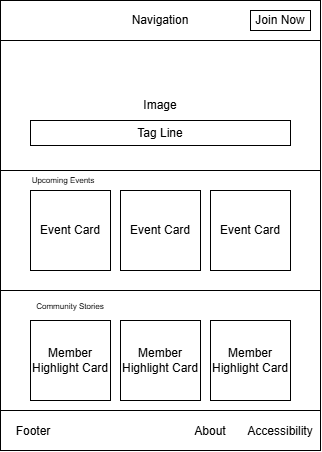 Navigation Join Now
Image
Tag Line
Upcoming Events
Event Card Event Card Event Card
Community Stories
Member Member Member
Highlight Card Highlight Card Highlight Card
Footer About Accessibility